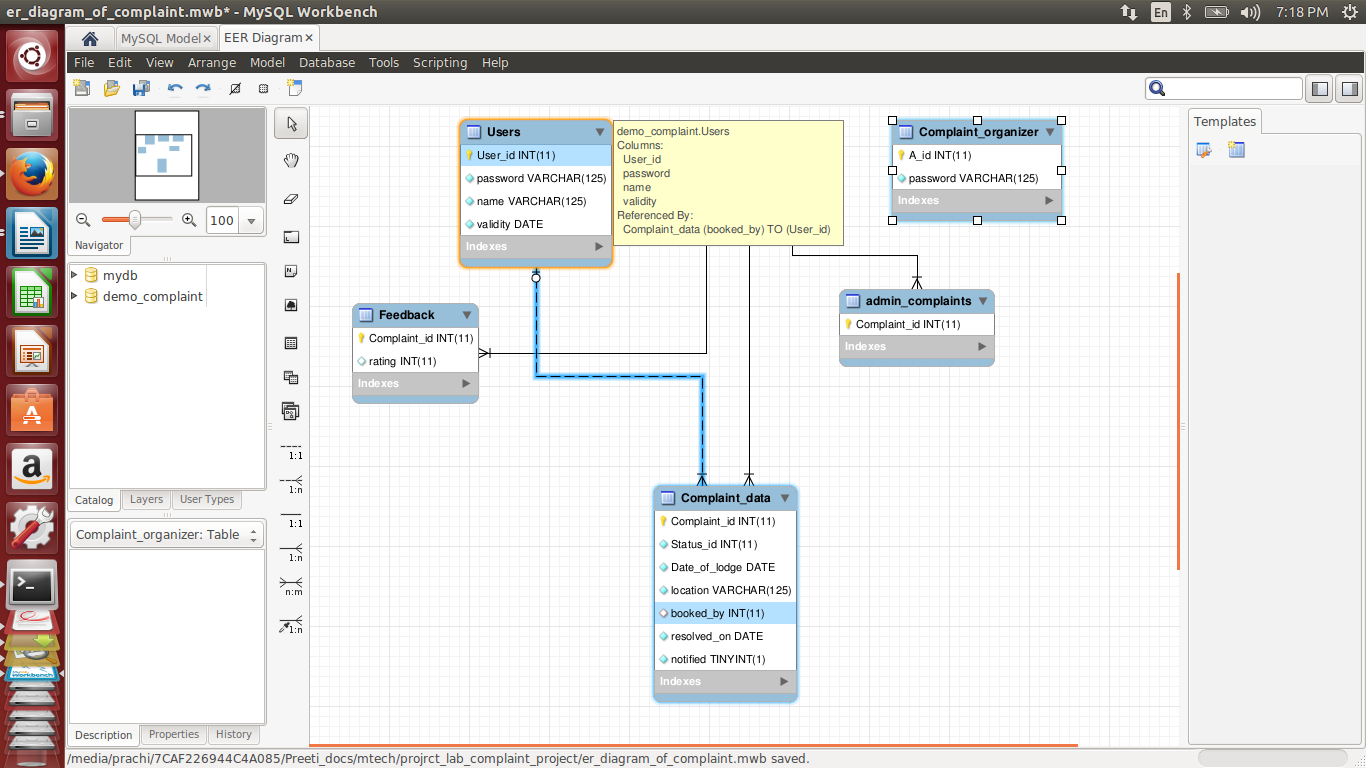 er_diagram_of_complaint.mwb* - MySQL Workbench
En
7:18 PM
MySQL Model×
EER Diagram×
File Edit View Arrange Model Database Tools Scripting Help
100
Navigator
mydb
demo_complaint
Catalog Layers User Types
Complaint_organizer: Table
Description Properties History
1:1
1:n
1:1
1:n
n:m
1:n
Users
User_id INT(11)
password VARCHAR(125)
name VARCHAR(125)
validity DATE
Indexes
demo_complaint.Users
Columns:
User_id
password
name
validity
Referenced By:
Complaint_data (booked_by) TO (User_id)
Complaint_organizer
A_id INT(11)
password VARCHAR(125)
Indexes
Feedback
Complaint_id INT(11)
rating INT(11)
Indexes
admin_complaints
Complaint_id INT(11)
Indexes
Complaint_data
Complaint_id INT(11)
Status_id INT(11)
Date_of_lodge DATE
location VARCHAR(125)
booked_by INT(11)
resolved_on DATE
notified TINYINT(1)
Indexes
Templates
/media/prachi/7CAF226944C4A085/Preeti_docs/mtech/projrct_lab_complaint_project/er_diagram_of_complaint.mwb saved.